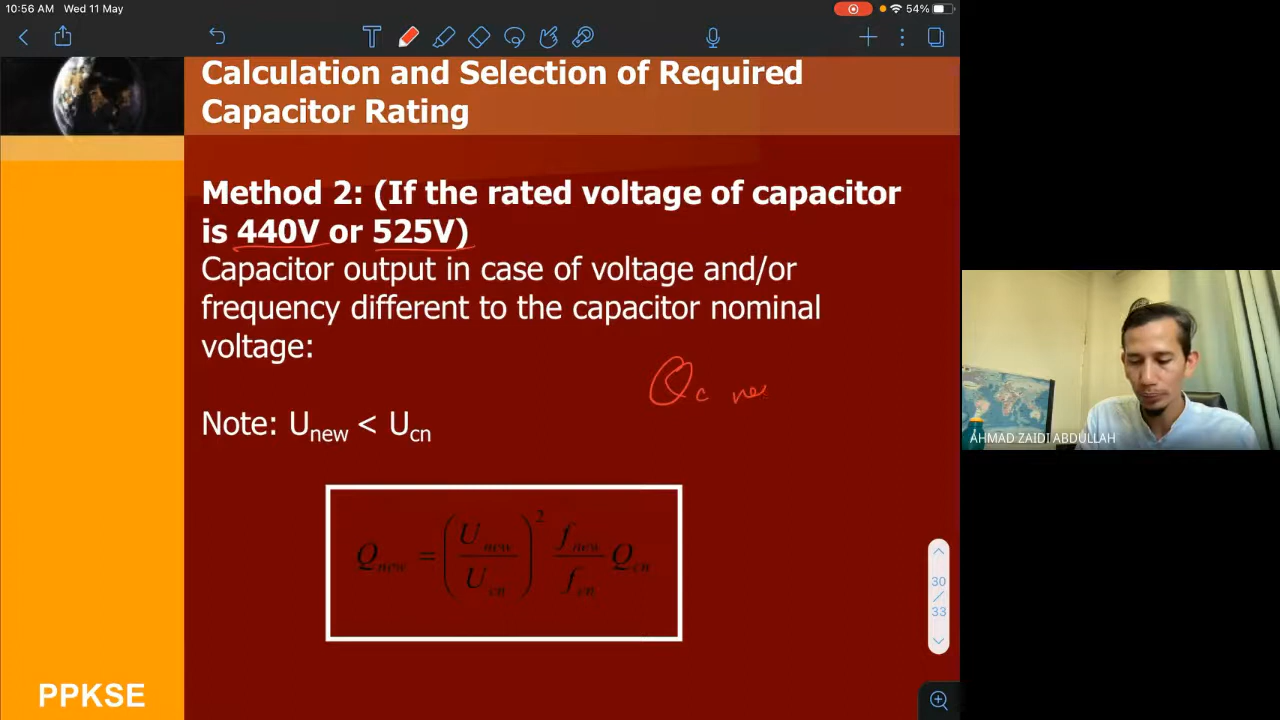 10:56 AM Wed 11 May
54%
Calculation and Selection of Required
Capacitor Rating
Method 2: (If the rated voltage of capacitor
is 440V or 525V)
Capacitor output in case of voltage and/or
frequency different to the capacitor nominal
voltage:
Qc new
Note: Unew < Ucn
Qnew = (Unew/Ucn)2 fnew/fcn Qcn
30
/
33
PPKSE
AHMAD ZAIDI ABDULLAH